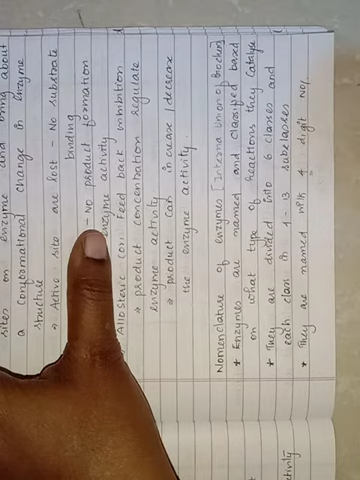 sites on enzyme and bring about
a conformational change in enzyme
structure
⇒ Active site are lost - No substrate
binding
- No product formation
enzyme activity
Allosteric (or) Feed back inhibition
⇒ product concentration regulate
enzyme activity
⇒ product can increase / decrease
the enzyme activity.
Nomenclature of enzymes [Interna Union of Biochem]
* Enzymes are named and classified based
on what type of reactions they catalyse
* They are divided into 6 classes and
each class in 4 - 13 subclasses
* They are named with 4 digit No/.